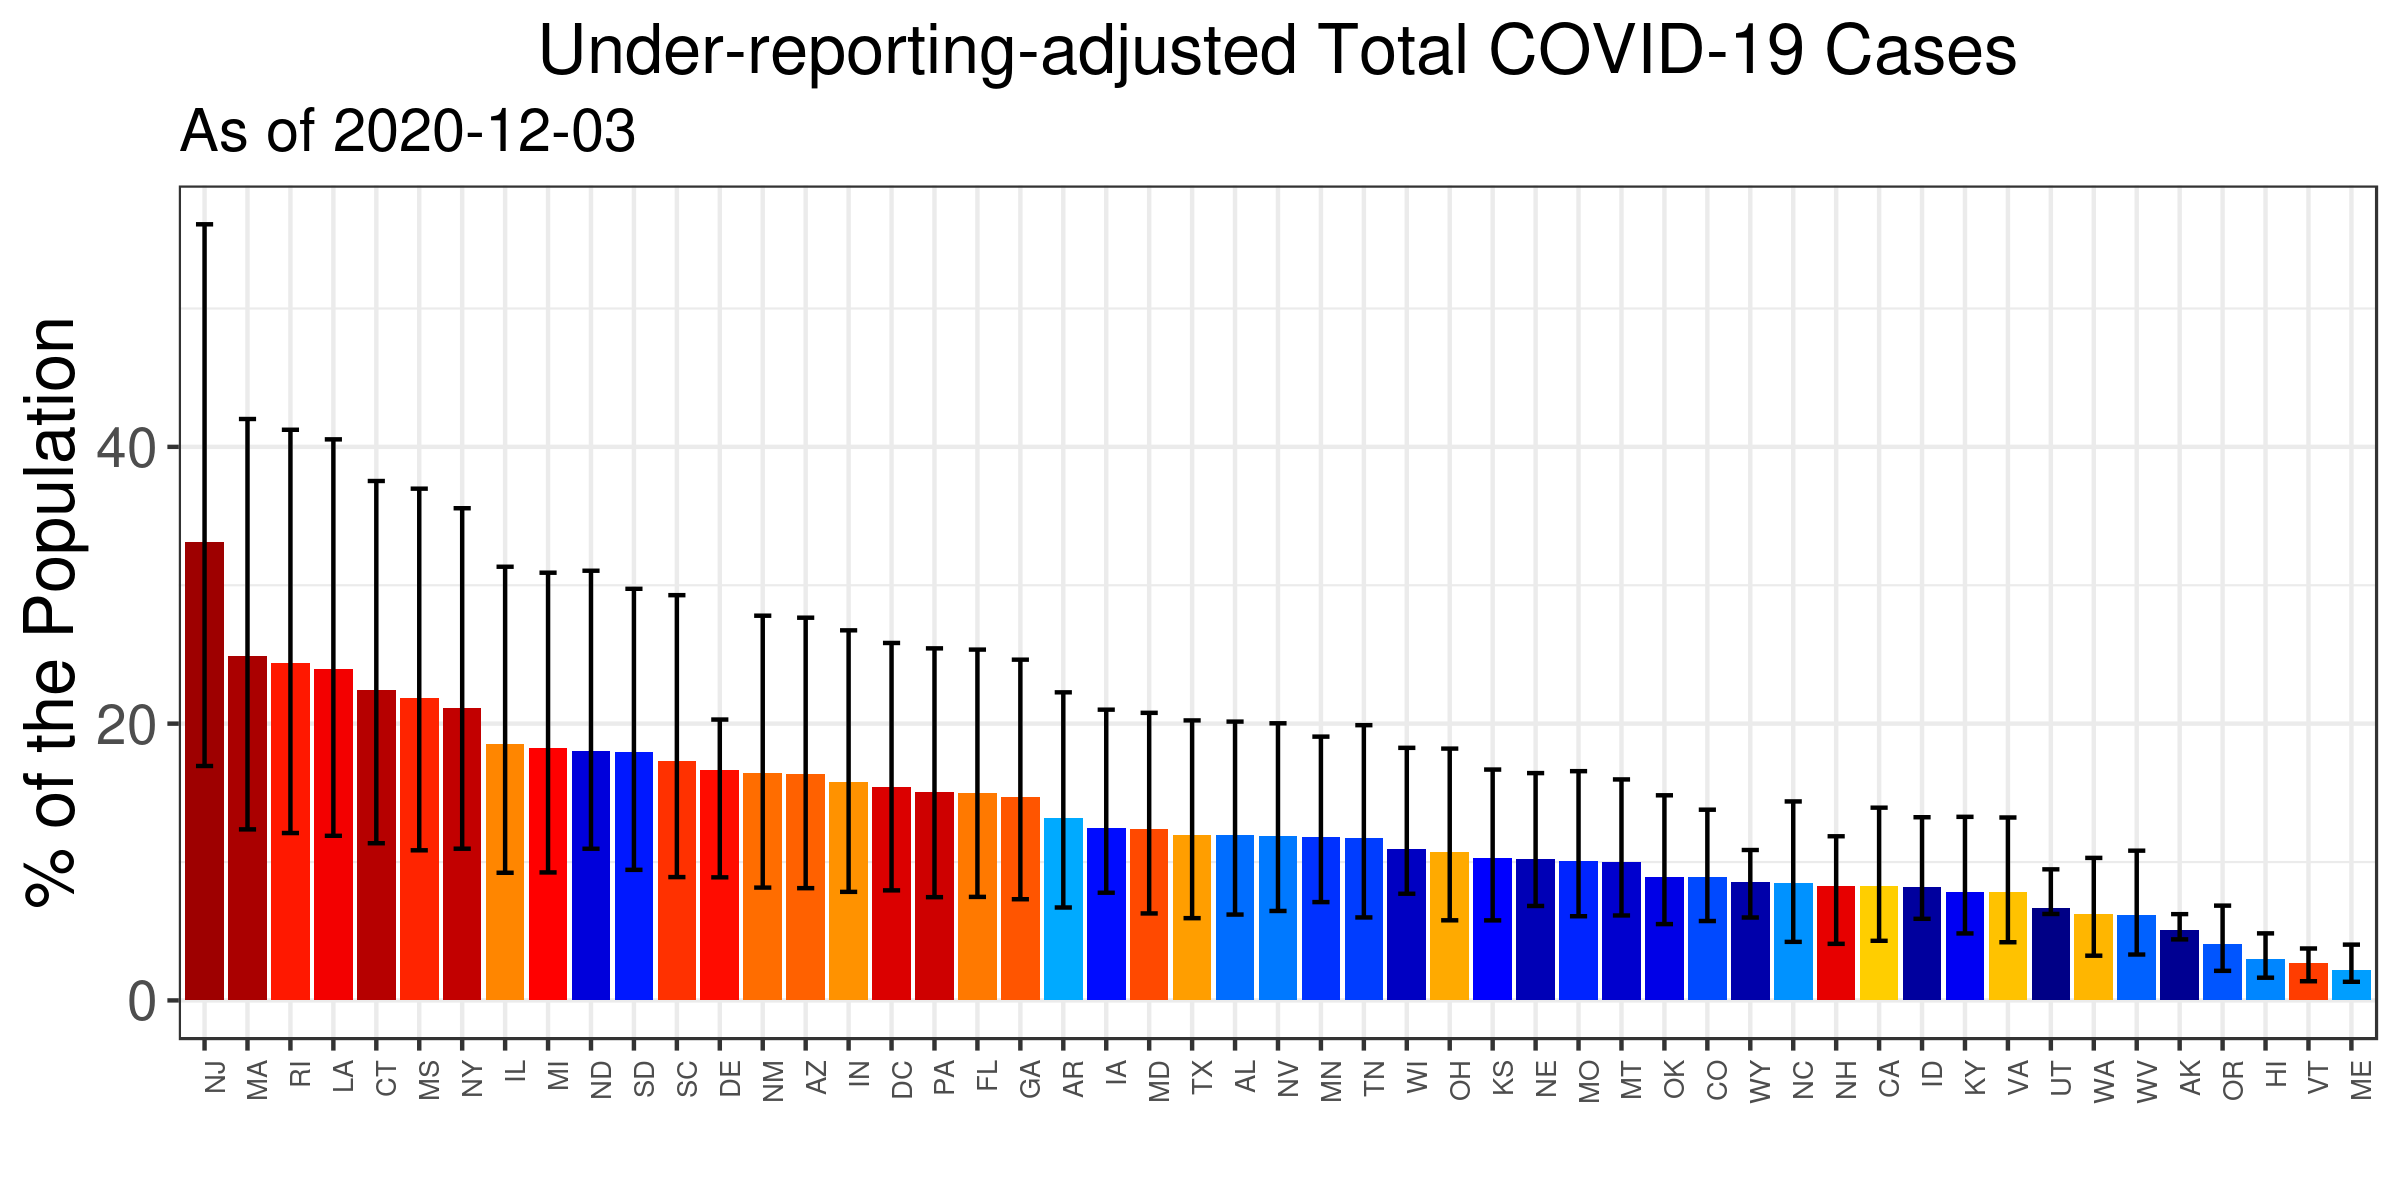 Under-reporting-adjusted Total COVID-19 Cases
As of 2020-12-03
% of the Population
40
20
0
NJ MA RI LA CT MS NY IL MI ND SD SC DE NM AZ IN DC PA FL GA AR IA MD TX AL NV MN TN WI OH KS NE MO MT OK CO WY NC NH CA ID KY VA UT WA WV AK OR HI VT ME